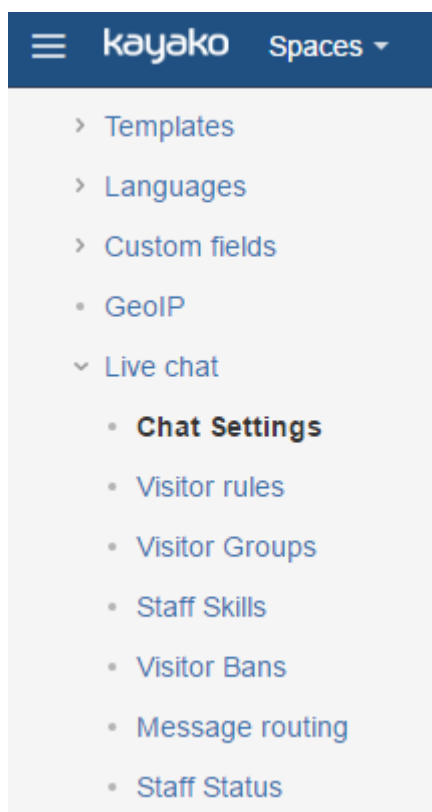 kayako Spaces
Templates
Languages
Custom fields
GeoIP
Live chat
Chat Settings
Visitor rules
Visitor Groups
Staff Skills
Visitor Bans
Message routing
Staff Status